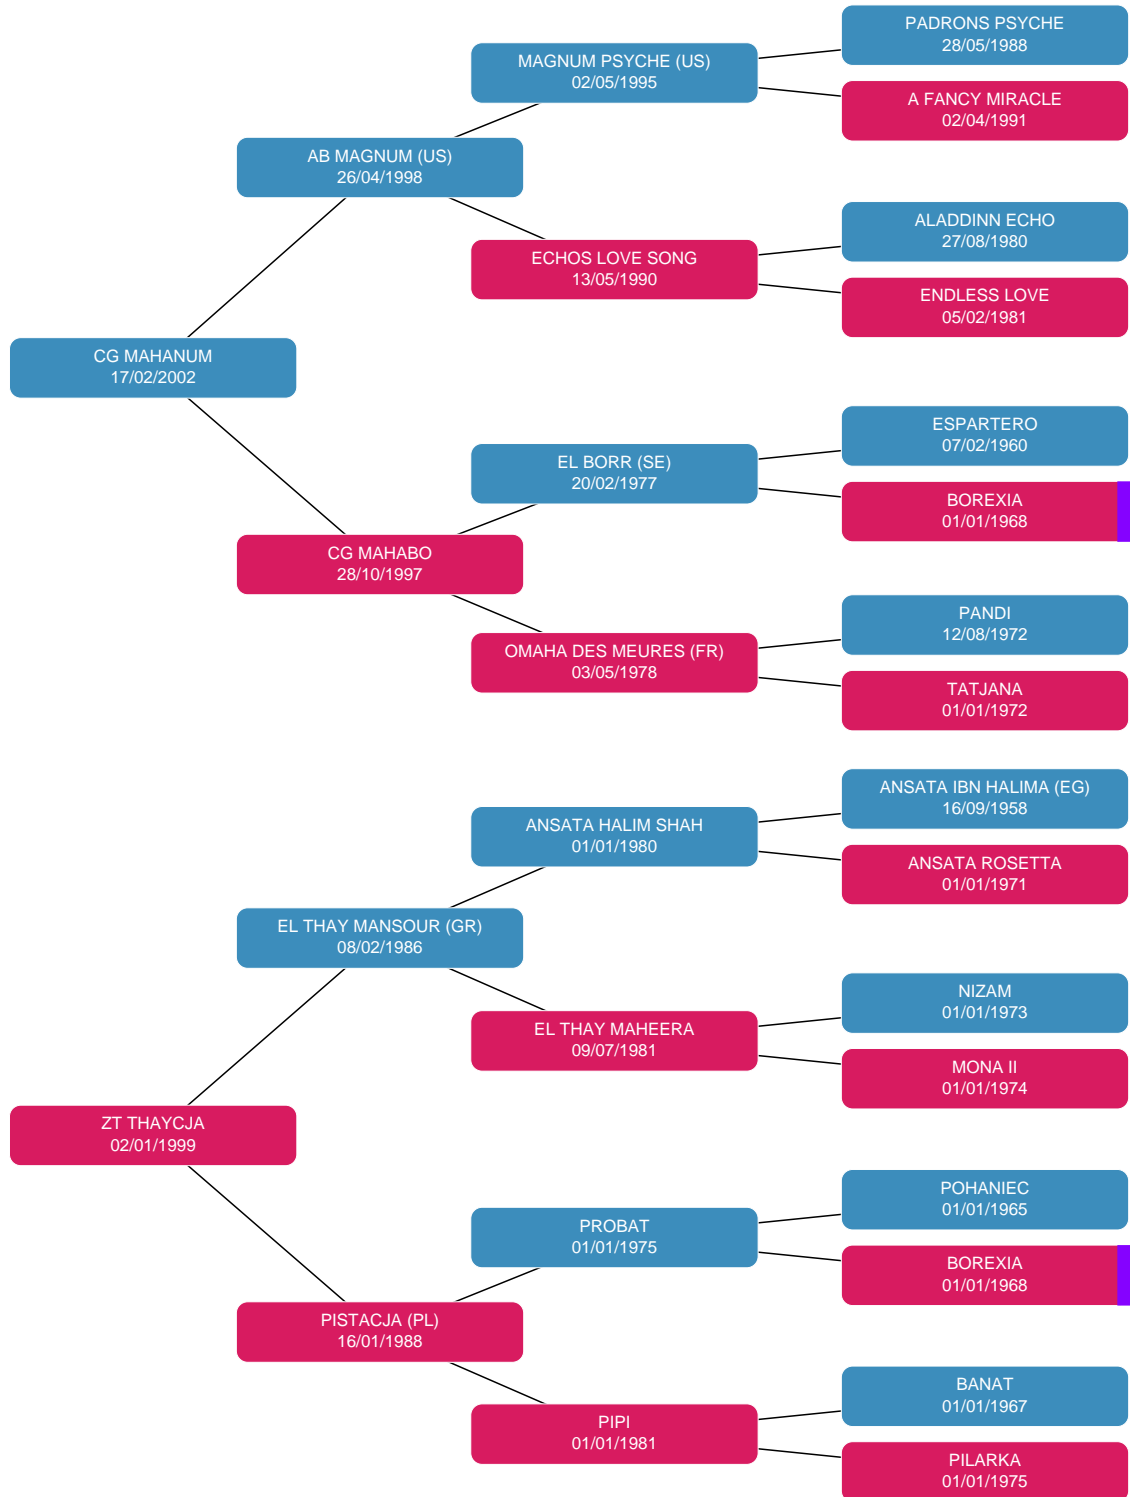 PADRONS PSYCHE
28/05/1988
MAGNUM PSYCHE (US)
02/05/1995
A FANCY MIRACLE
02/04/1991
AB MAGNUM (US)
26/04/1998
ALADDINN ECHO
27/08/1980
ECHOS LOVE SONG
13/05/1990
ENDLESS LOVE
05/02/1981
CG MAHANUM
17/02/2002
ESPARTERO
07/02/1960
EL BORR (SE)
20/02/1977
BOREXIA
01/01/1968
CG MAHABO
28/10/1997
PANDI
12/08/1972
OMAHA DES MEURES (FR)
03/05/1978
TATJANA
01/01/1972
ANSATA IBN HALIMA (EG)
16/09/1958
ANSATA HALIM SHAH
01/01/1980
ANSATA ROSETTA
01/01/1971
EL THAY MANSOUR (GR)
08/02/1986
NIZAM
01/01/1973
EL THAY MAHEERA
09/07/1981
MONA II
01/01/1974
ZT THAYCJA
02/01/1999
POHANIEC
01/01/1965
PROBAT
01/01/1975
BOREXIA
01/01/1968
PISTACJA (PL)
16/01/1988
BANAT
01/01/1967
PIPI
01/01/1981
PILARKA
01/01/1975